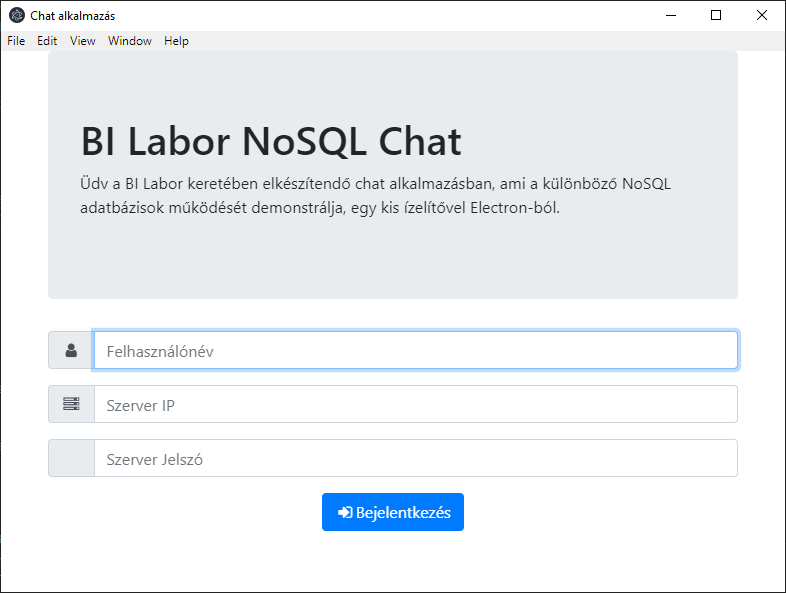 Chat alkalmazás
File Edit View Window Help
BI Labor NoSQL Chat
Üdv a BI Labor keretében elkészítendő chat alkalmazásban, ami a különböző NoSQL
adatbázisok működését demonstrálja, egy kis ízelítővel Electron-ból.
Felhasználónév
Szerver IP
Szerver Jelszó
Bejelentkezés